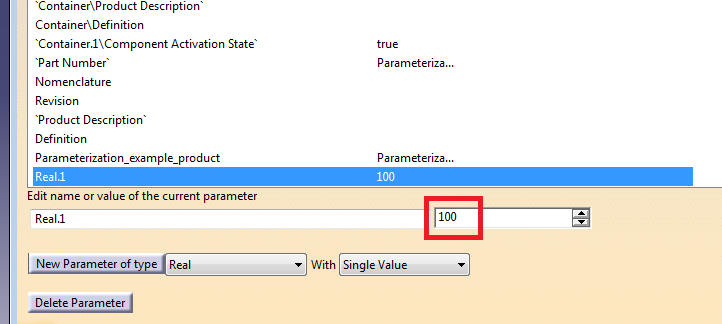 `Container\Product Description`
Container\Definition
`Container.1\Component Activation State` true
`Part Number` Parameteriza...
Nomenclature
Revision
`Product Description`
Definition
Parameterization_example_product Parameteriza...
Real.1 100
Edit name or value of the current parameter
Real.1 100
New Parameter of type Real With Single Value
Delete Parameter